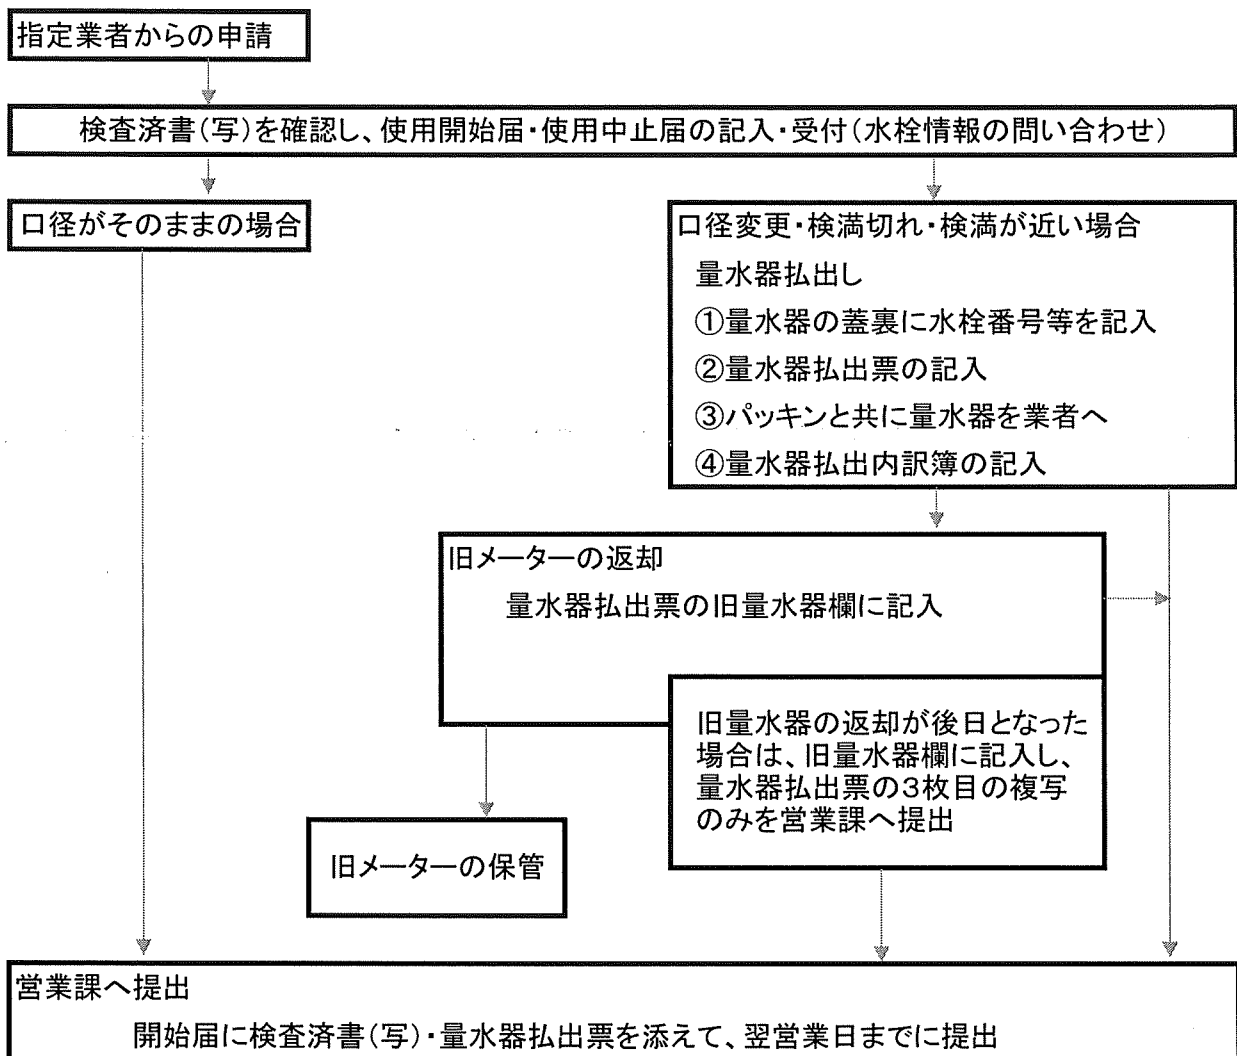 指定業者からの申請
検査済書(写)を確認し、使用開始届・使用中止届の記入・受付(水栓情報の問い合わせ)
口径がそのままの場合
口径変更・検満切れ・検満が近い場合
量水器払出し
①量水器の蓋裏に水栓番号等を記入
②量水器払出票の記入
③パッキンと共に量水器を業者へ
④量水器払出内訳簿の記入
旧メーターの返却
量水器払出票の旧量水器欄に記入
旧量水器の返却が後日となった
場合は、旧量水器欄に記入し、
量水器払出票の3枚目の複写
のみを営業課へ提出
旧メーターの保管
営業課へ提出
開始届に検査済書(写)・量水器払出票を添えて、翌営業日までに提出